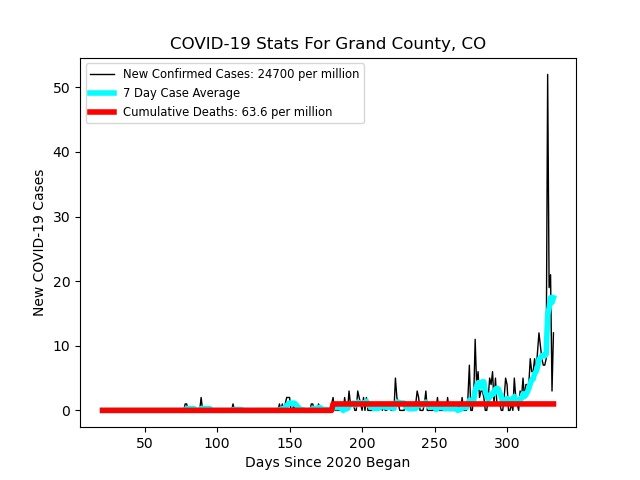 COVID-19 Stats For Grand County, CO
New Confirmed Cases: 24700 per million
7 Day Case Average
Cumulative Deaths: 63.6 per million
New COVID-19 Cases
50
40
30
20
10
0
50 100 150 200 250 300
Days Since 2020 Began